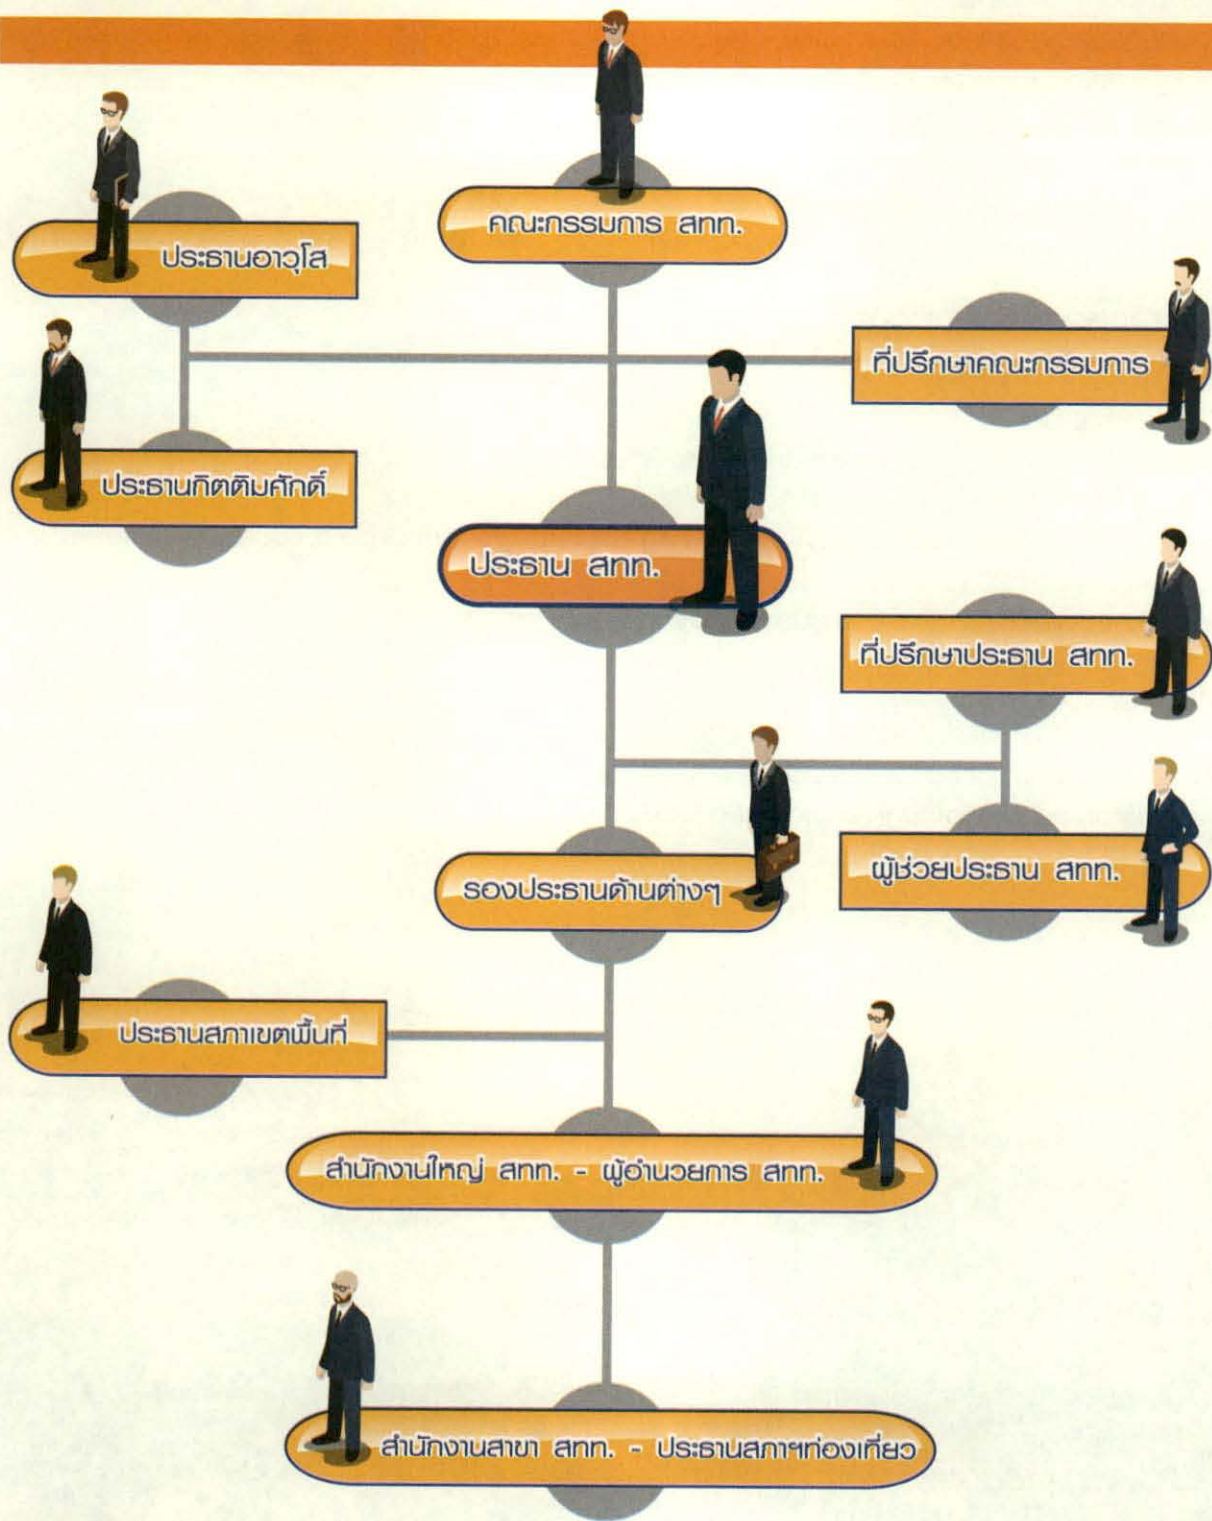 คณะกรรมการ สทท.
ประธานอาวุโส
ที่ปรึกษาคณะกรรมการ
ประธานกิตติมศักดิ์
ประธาน สทท.
ที่ปรึกษาประธาน สทท.
รองประธานด้านต่างๆ
ผู้ช่วยประธาน สทท.
ประธานสภาเขตพื้นที่
สำนักงานใหญ่ สทท. - ผู้อำนวยการ สทท.
สำนักงานสาขา สทท. - ประธานสภาฯท่องเที่ยว